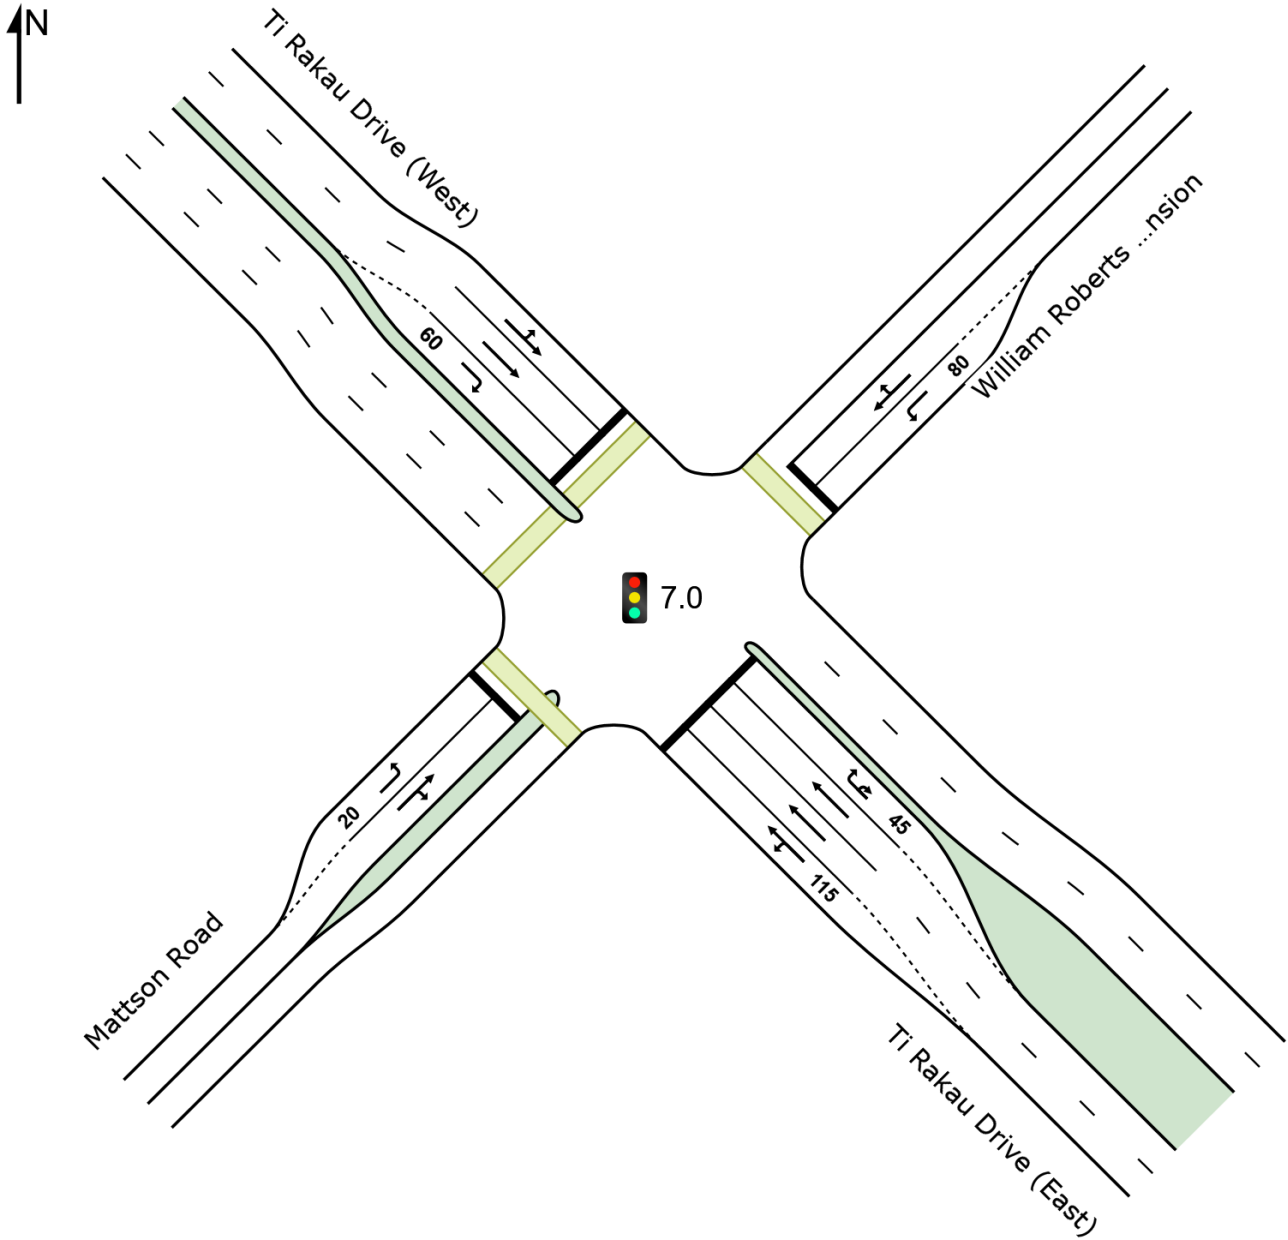 N
Ti Rakau Drive (West)
William Roberts ...nsion
60
80
7.0
20
45
115
Mattson Road
Ti Rakau Drive (East)